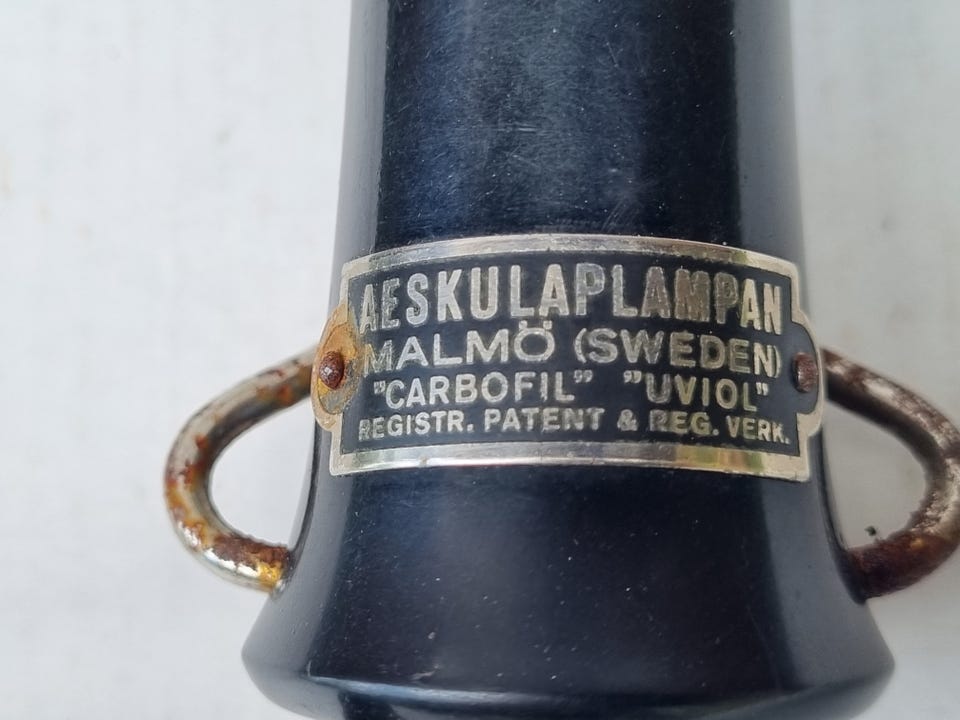 AESKULAPLAMPAN
MALMÖ (SWEDEN)
"CARBOFIL" "UVIOL"
REGISTR. PATENT & REG. VERK.